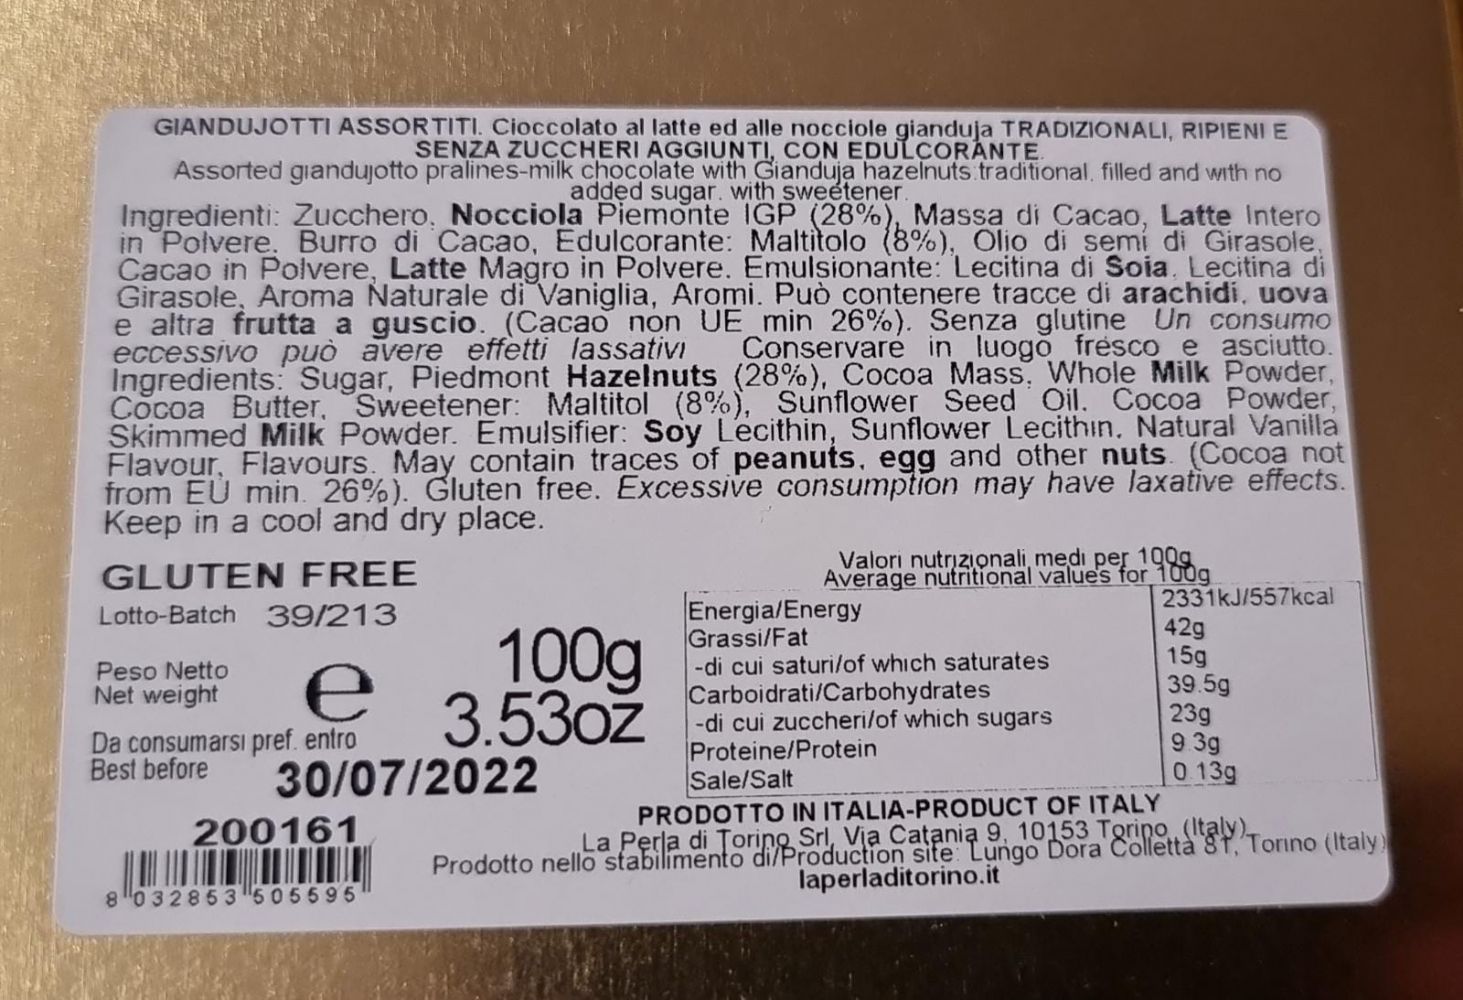 GIANDUJOTTI ASSORTITI. Cioccolato al latte ed alle nocciole gianduja TRADIZIONALI, RIPIENI E
SENZA ZUCCHERI AGGIUNTI, CON EDULCORANTE.
Assorted giandujotto pralines-milk chocolate with Gianduja hazelnuts:traditional, filled and with no
added sugar, with sweetener.
Ingredienti: Zucchero, Nocciola Piemonte IGP (28%), Massa di Cacao, Latte Intero
in Polvere, Burro di Cacao, Edulcorante: Maltitolo (8%), Olio di semi di Girasole,
Cacao in Polvere, Latte Magro in Polvere. Emulsionante: Lecitina di Soia, Lecitina di
Girasole, Aroma Naturale di Vaniglia, Aromi. Può contenere tracce di arachidi, uova
e altra frutta a guscio. (Cacao non UE min 26%). Senza glutine Un consumo
eccessivo può avere effetti lassativi Conservare in luogo fresco e asciutto.
Ingredients: Sugar, Piedmont Hazelnuts (28%), Cocoa Mass, Whole Milk Powder,
Cocoa Butter, Sweetener: Maltitol (8%), Sunflower Seed Oil. Cocoa Powder,
Skimmed Milk Powder. Emulsifier: Soy Lecithin, Sunflower Lecithin, Natural Vanilla
Flavour, Flavours. May contain traces of peanuts, egg and other nuts. (Cocoa not
from EU min. 26%). Gluten free. Excessive consumption may have laxative effects.
Keep in a cool and dry place.
GLUTEN FREE
Lotto-Batch 39/213
Peso Netto
Net weight
e
100g
3.53oz
Da consumarsi pref. entro
Best before
30/07/2022
200161
8 032853 505595
Valori nutrizionali medi per 100g
Average nutritional values for 100g
Energia/Energy 2331kJ/557kcal
Grassi/Fat 42g
-di cui saturi/of which saturates 15g
Carboidrati/Carbohydrates 39.5g
-di cui zuccheri/of which sugars 23g
Proteine/Protein 9.3g
Sale/Salt 0.13g
PRODOTTO IN ITALIA-PRODUCT OF ITALY
La Perla di Torino Srl, Via Catania 9, 10153 Torino (Italy)
Prodotto nello stabilimento di/Production site: Lungo Dora Colletta 81, Torino (Italy)
laperladitorino.it